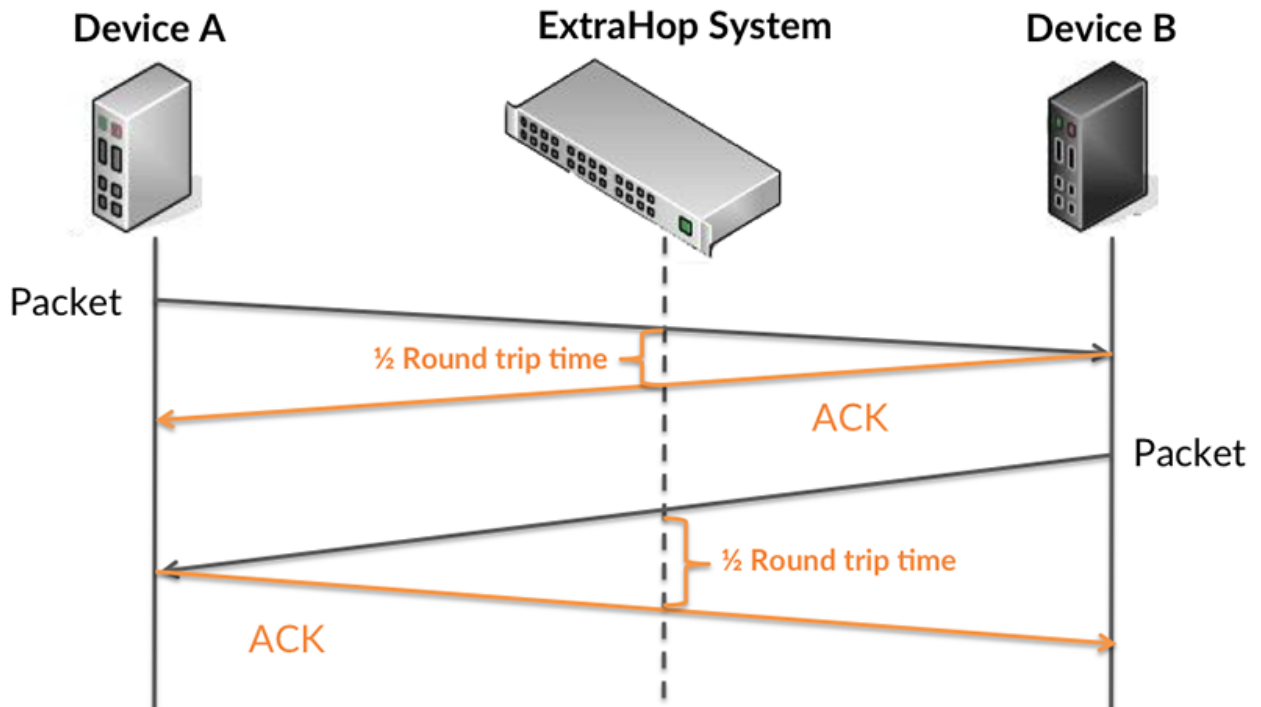 Device A
ExtraHop System
Device B
Packet
½ Round trip time
ACK
Packet
½ Round trip time
ACK